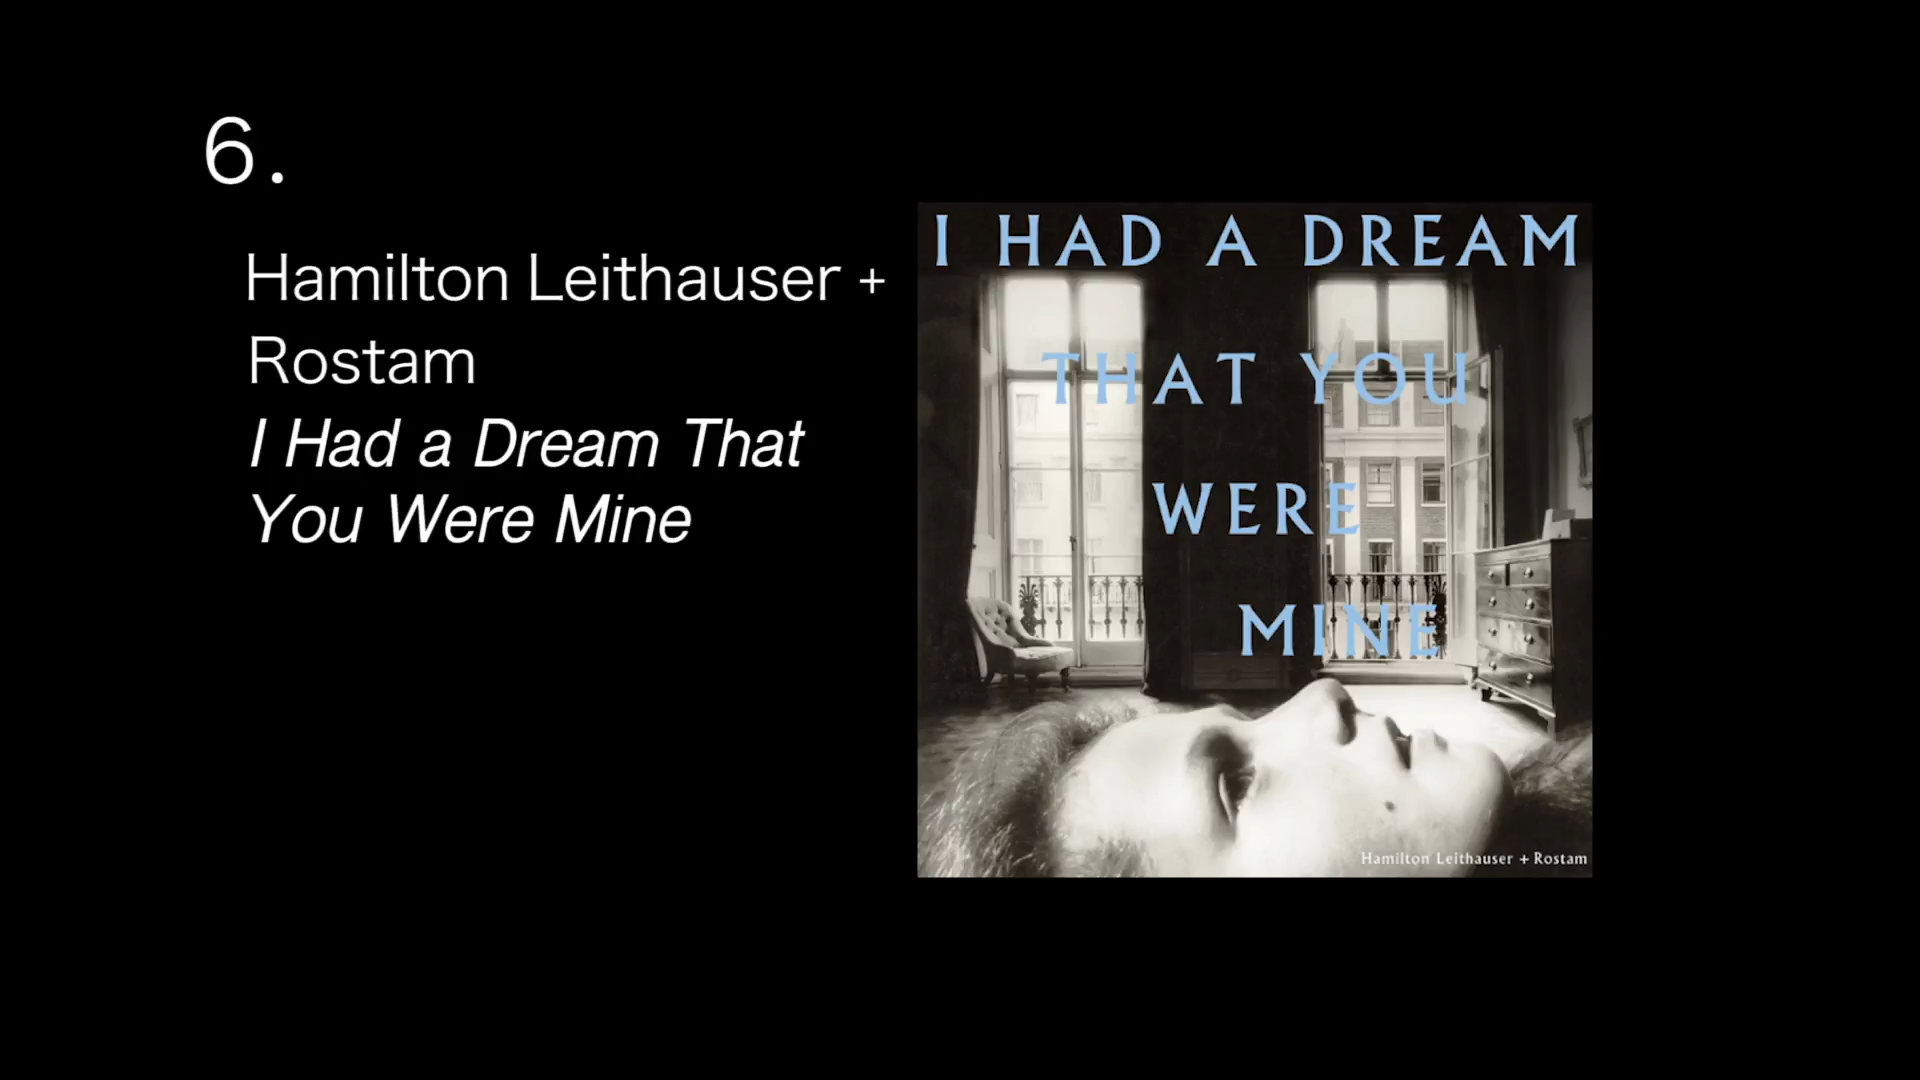 6.
Hamilton Leithauser +
Rostam
I Had a Dream That
You Were Mine
I HAD A DREAM
THAT YOU
WERE
MINE
Hamilton Leithauser + Rostam